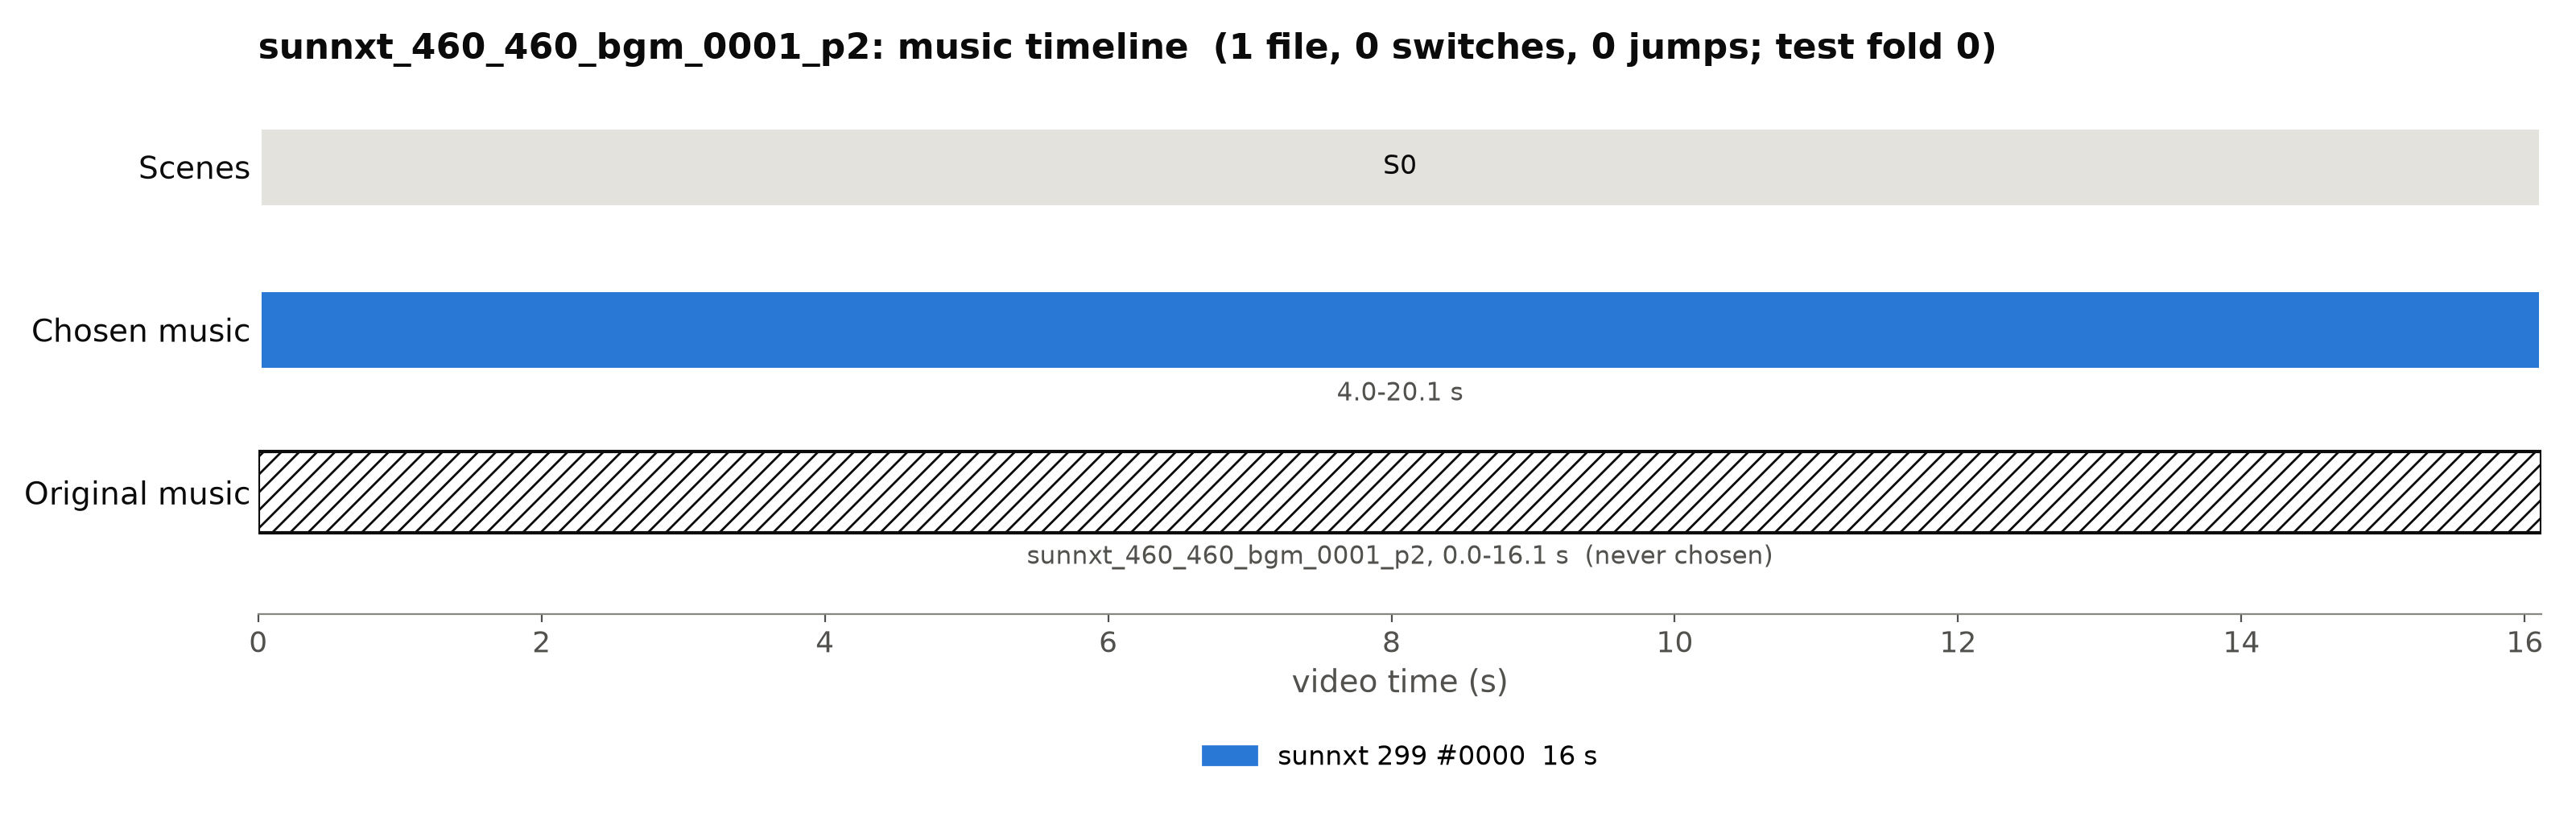 sunnxt_460_460_bgm_0001_p2: music timeline  (1 file, 0 switches, 0 jumps; test fold 0)
Scenes
S0
Chosen music
4.0-20.1 s
Original music
sunnxt_460_460_bgm_0001_p2, 0.0-16.1 s  (never chosen)
0 2 4 6 8 10 12 14 16
video time (s)
sunnxt 299 #0000  16 s